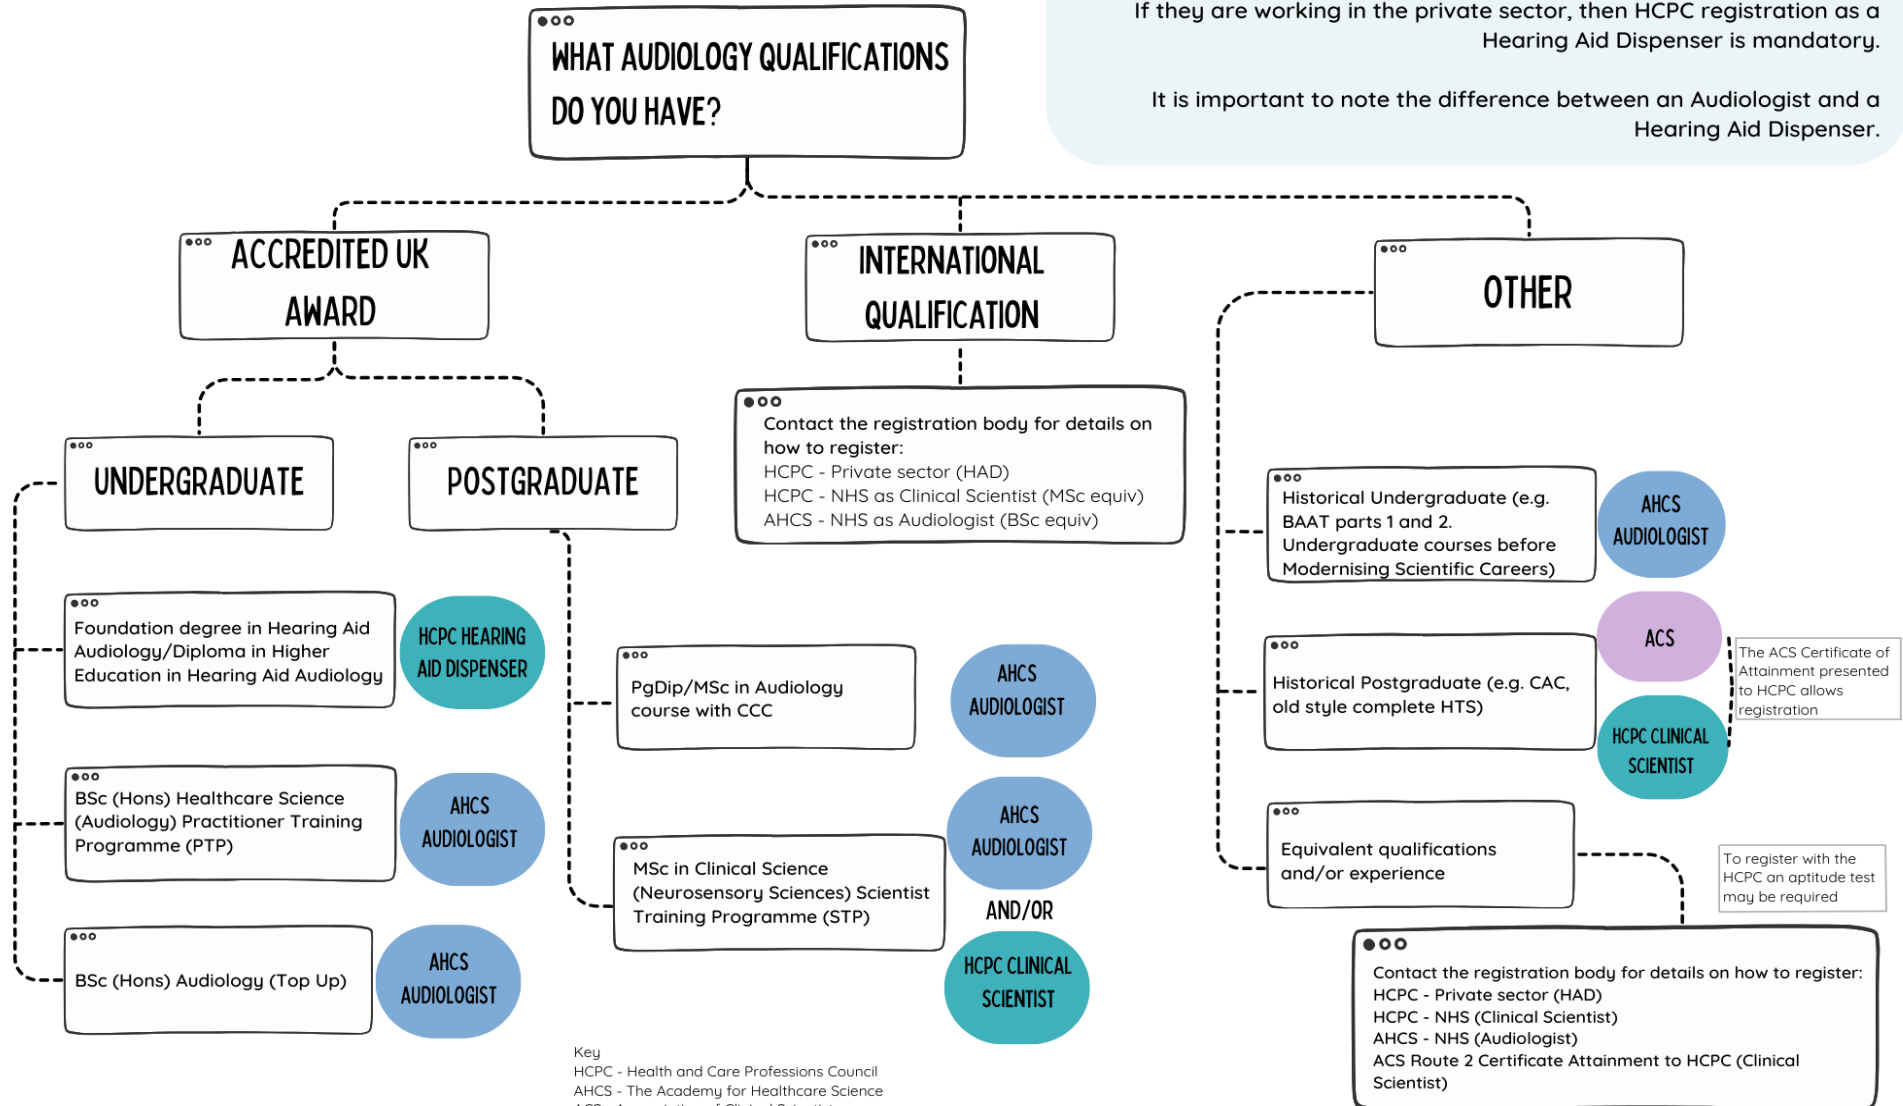 If they are working in the private sector, then HCPC registration as a
Hearing Aid Dispenser is mandatory.
It is important to note the difference between an Audiologist and a
Hearing Aid Dispenser.
WHAT AUDIOLOGY QUALIFICATIONS
DO YOU HAVE?
ACCREDITED UK
AWARD
UNDERGRADUATE
Foundation degree in Hearing Aid
Audiology/Diploma in Higher
Education in Hearing Aid Audiology
HCPC HEARING
AID DISPENSER
BSc (Hons) Healthcare Science
(Audiology) Practitioner Training
Programme (PTP)
AHCS
AUDIOLOGIST
BSc (Hons) Audiology (Top Up)
AHCS
AUDIOLOGIST
POSTGRADUATE
PgDip/MSc in Audiology
course with CCC
AHCS
AUDIOLOGIST
MSc in Clinical Science
(Neurosensory Sciences) Scientist
Training Programme (STP)
AHCS
AUDIOLOGIST
AND/OR
HCPC CLINICAL
SCIENTIST
INTERNATIONAL
QUALIFICATION
Contact the registration body for details on
how to register:
HCPC - Private sector (HAD)
HCPC - NHS as Clinical Scientist (MSc equiv)
AHCS - NHS as Audiologist (BSc equiv)
OTHER
Historical Undergraduate (e.g.
BAAT parts 1 and 2.
Undergraduate courses before
Modernising Scientific Careers)
AHCS
AUDIOLOGIST
Historical Postgraduate (e.g. CAC,
old style complete HTS)
ACS
HCPC CLINICAL
SCIENTIST
The ACS Certificate of
Attainment presented
to HCPC allows
registration
Equivalent qualifications
and/or experience
To register with the
HCPC an aptitude test
may be required
Contact the registration body for details on how to register:
HCPC - Private sector (HAD)
HCPC - NHS (Clinical Scientist)
AHCS - NHS (Audiologist)
ACS Route 2 Certificate Attainment to HCPC (Clinical
Scientist)
Key
HCPC - Health and Care Professions Council
AHCS - The Academy for Healthcare Science